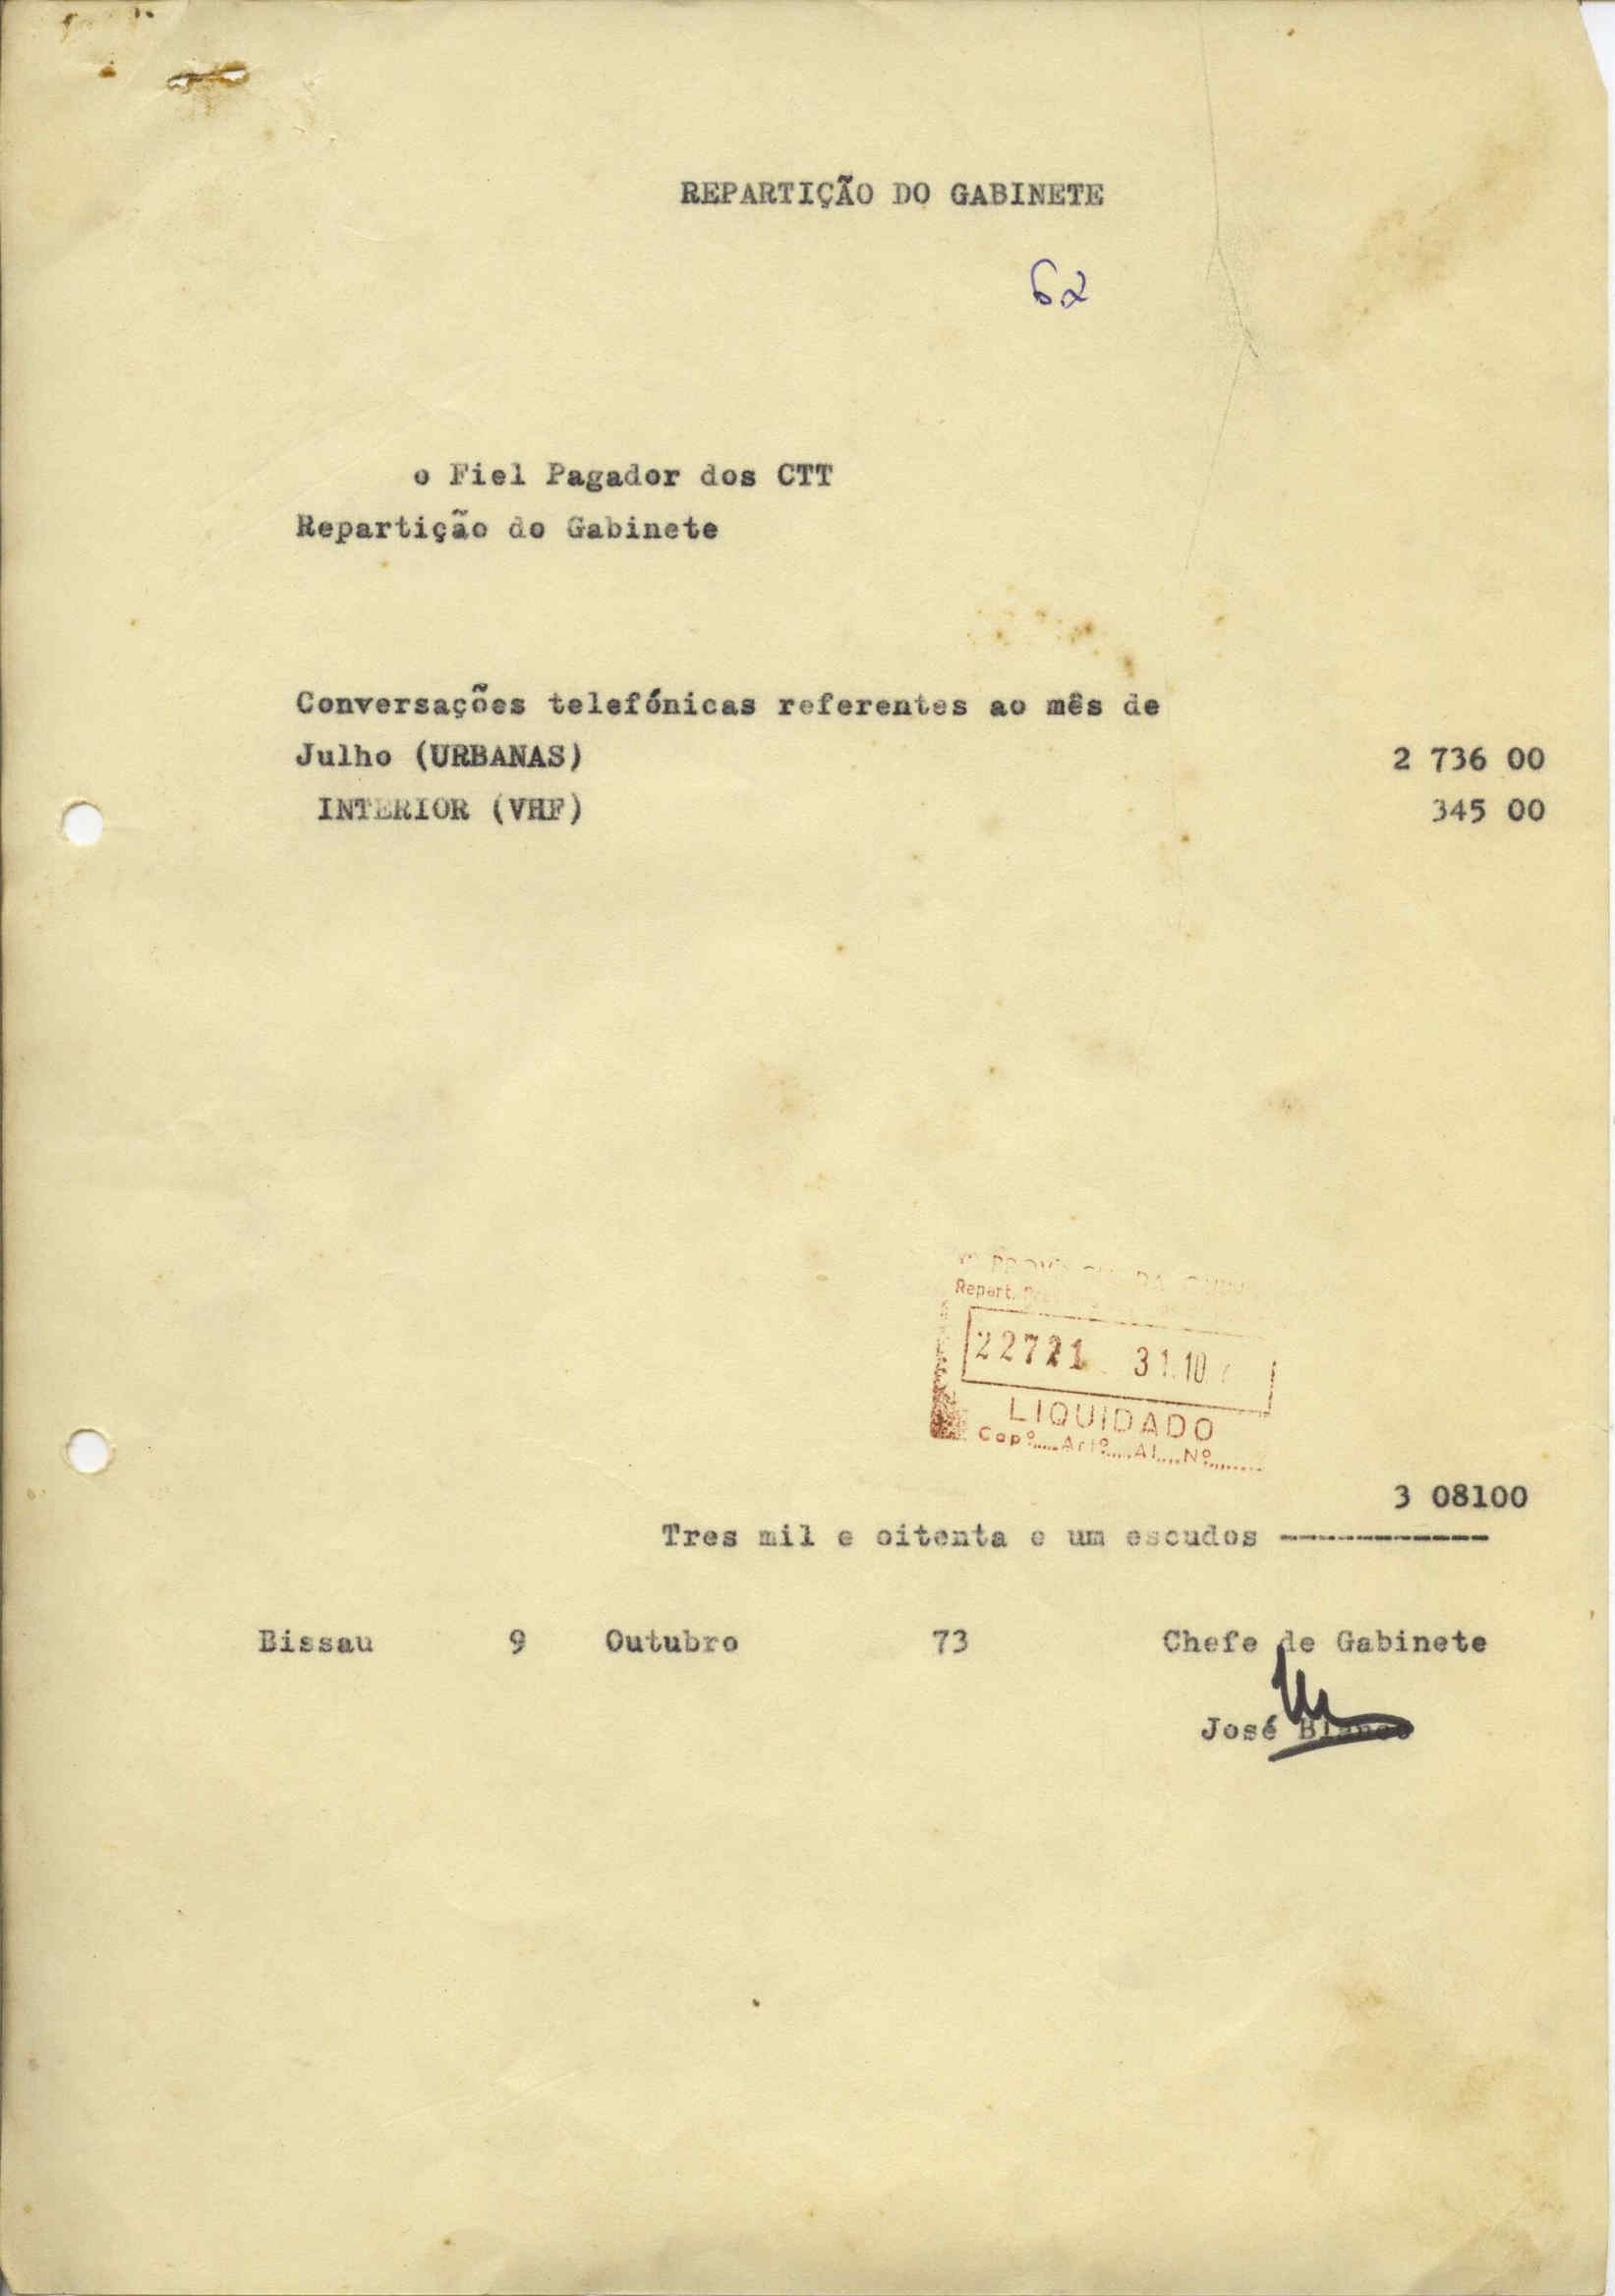 REPARTIÇÃO DO GABINETE
62
o Fiel Pagador dos CTT
Repartição do Gabinete
Conversações telefónicas referentes ao mês de
Julho (URBANAS) 2 736 00
INTERIOR (VHF) 345 00
Repart.
22721 31.10
LIQUIDADO
Capº.....Artº.....Al....Nº........
3 08100
Tres mil e oitenta e um escudos -----------
Bissau 9 Outubro 73 Chefe de Gabinete
José Blanco